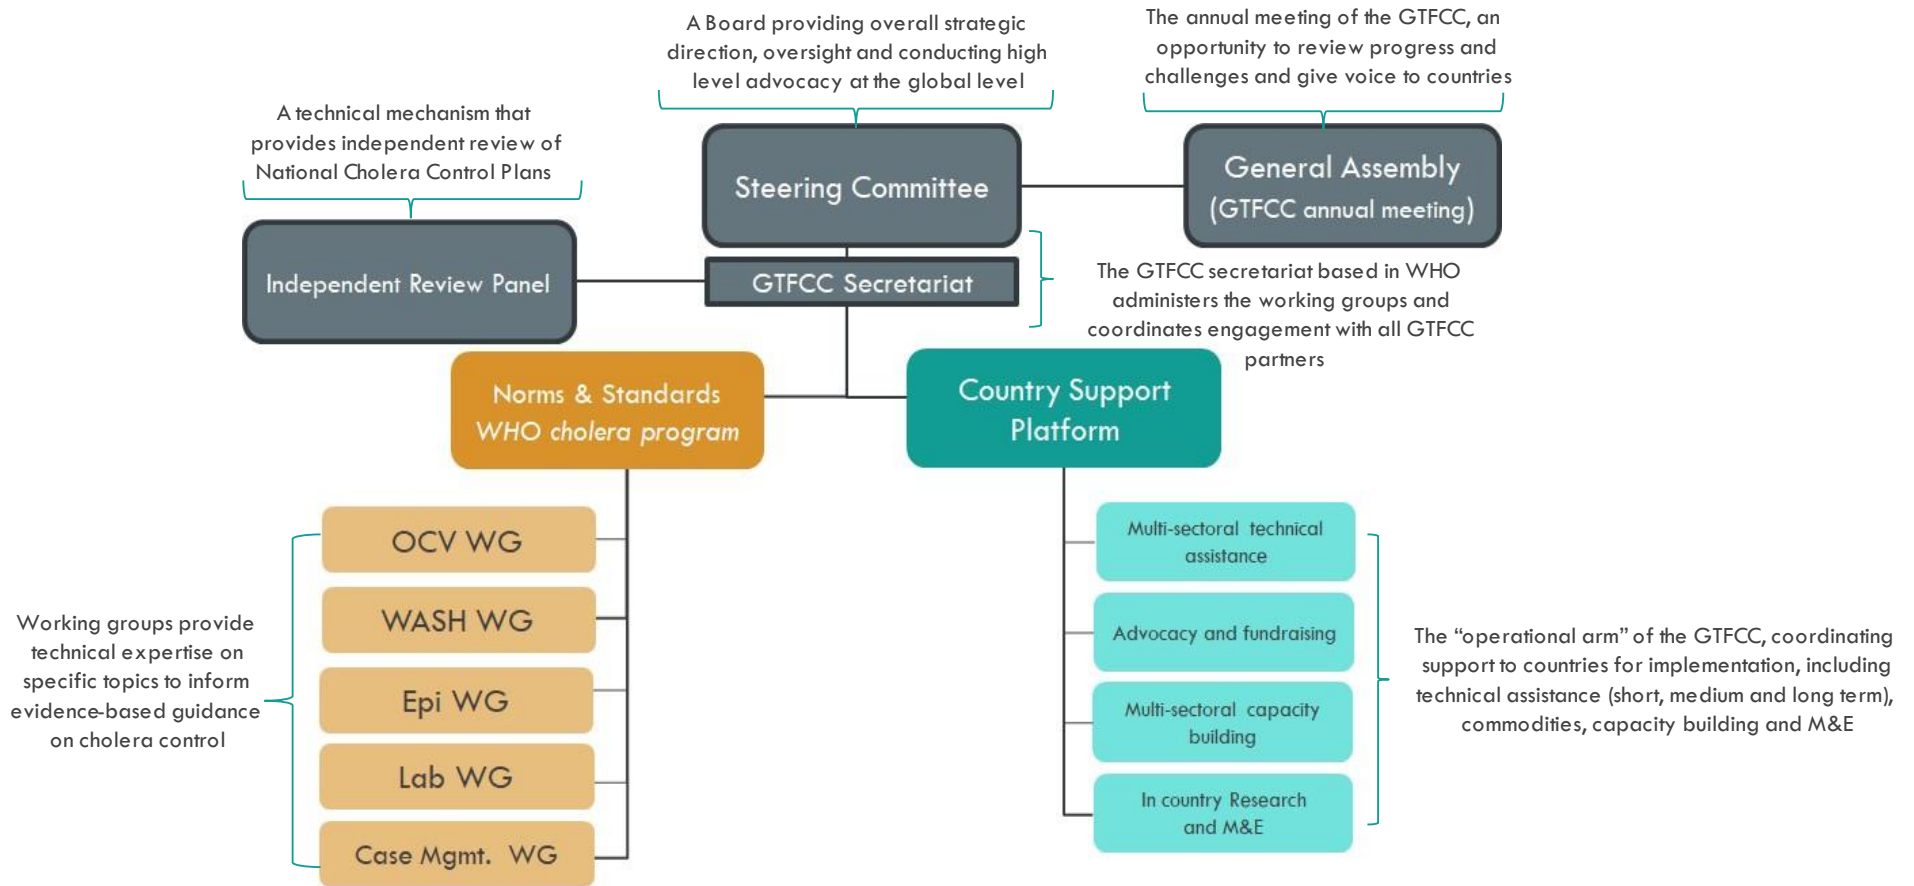 A Board providing overall strategic
direction, oversight and conducting high
level advocacy at the global level
The annual meeting of the GTFCC, an
opportunity to review progress and
challenges and give voice to countries
A technical mechanism that
provides independent review of
National Cholera Control Plans
Steering Committee
General Assembly
(GTFCC annual meeting)
Independent Review Panel
GTFCC Secretariat
The GTFCC secretariat based in WHO
administers the working groups and
coordinates engagement with all GTFCC
partners
Norms & Standards
WHO cholera program
Country Support
Platform
OCV WG
WASH WG
Epi WG
Lab WG
Case Mgmt. WG
Working groups provide
technical expertise on
specific topics to inform
evidence-based guidance
on cholera control
Multi-sectoral technical
assistance
Advocacy and fundraising
Multi-sectoral capacity
building
In country Research
and M&E
The “operational arm” of the GTFCC, coordinating
support to countries for implementation, including
technical assistance (short, medium and long term),
commodities, capacity building and M&E